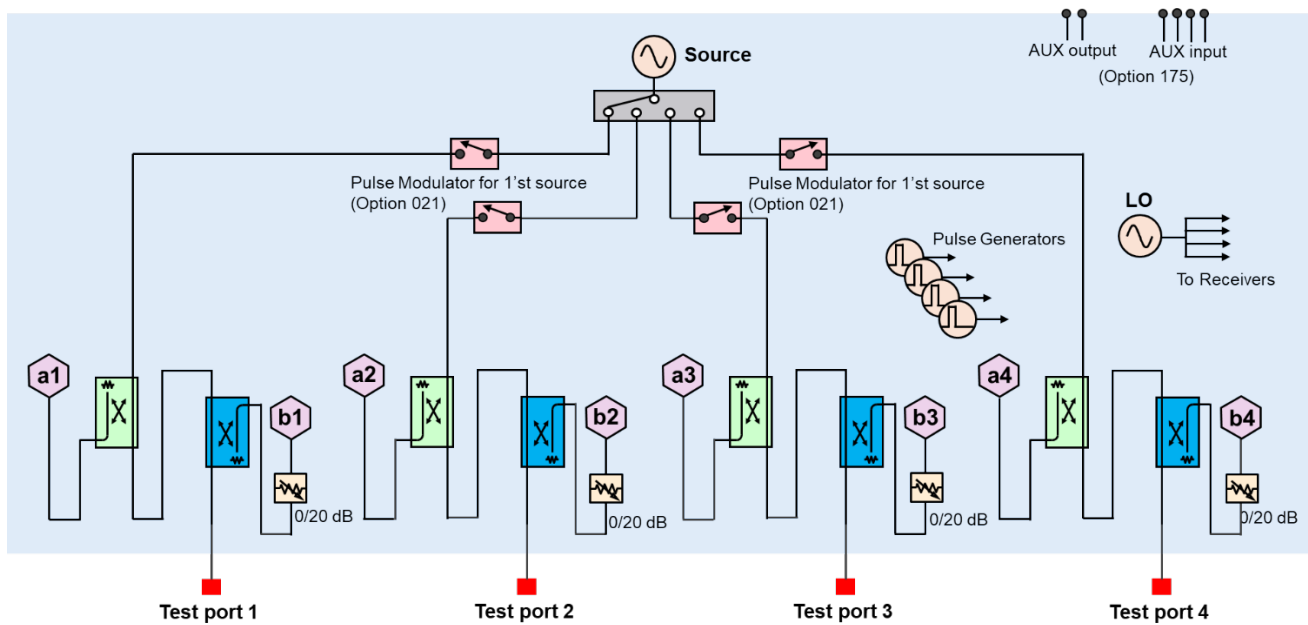 AUX output
AUX input
(Option 175)
Source
Pulse Modulator for 1’st source
(Option 021)
Pulse Modulator for 1’st source
(Option 021)
LO
To Receivers
Pulse Generators
a1
b1
0/20 dB
a2
b2
0/20 dB
a3
b3
0/20 dB
a4
b4
0/20 dB
Test port 1
Test port 2
Test port 3
Test port 4